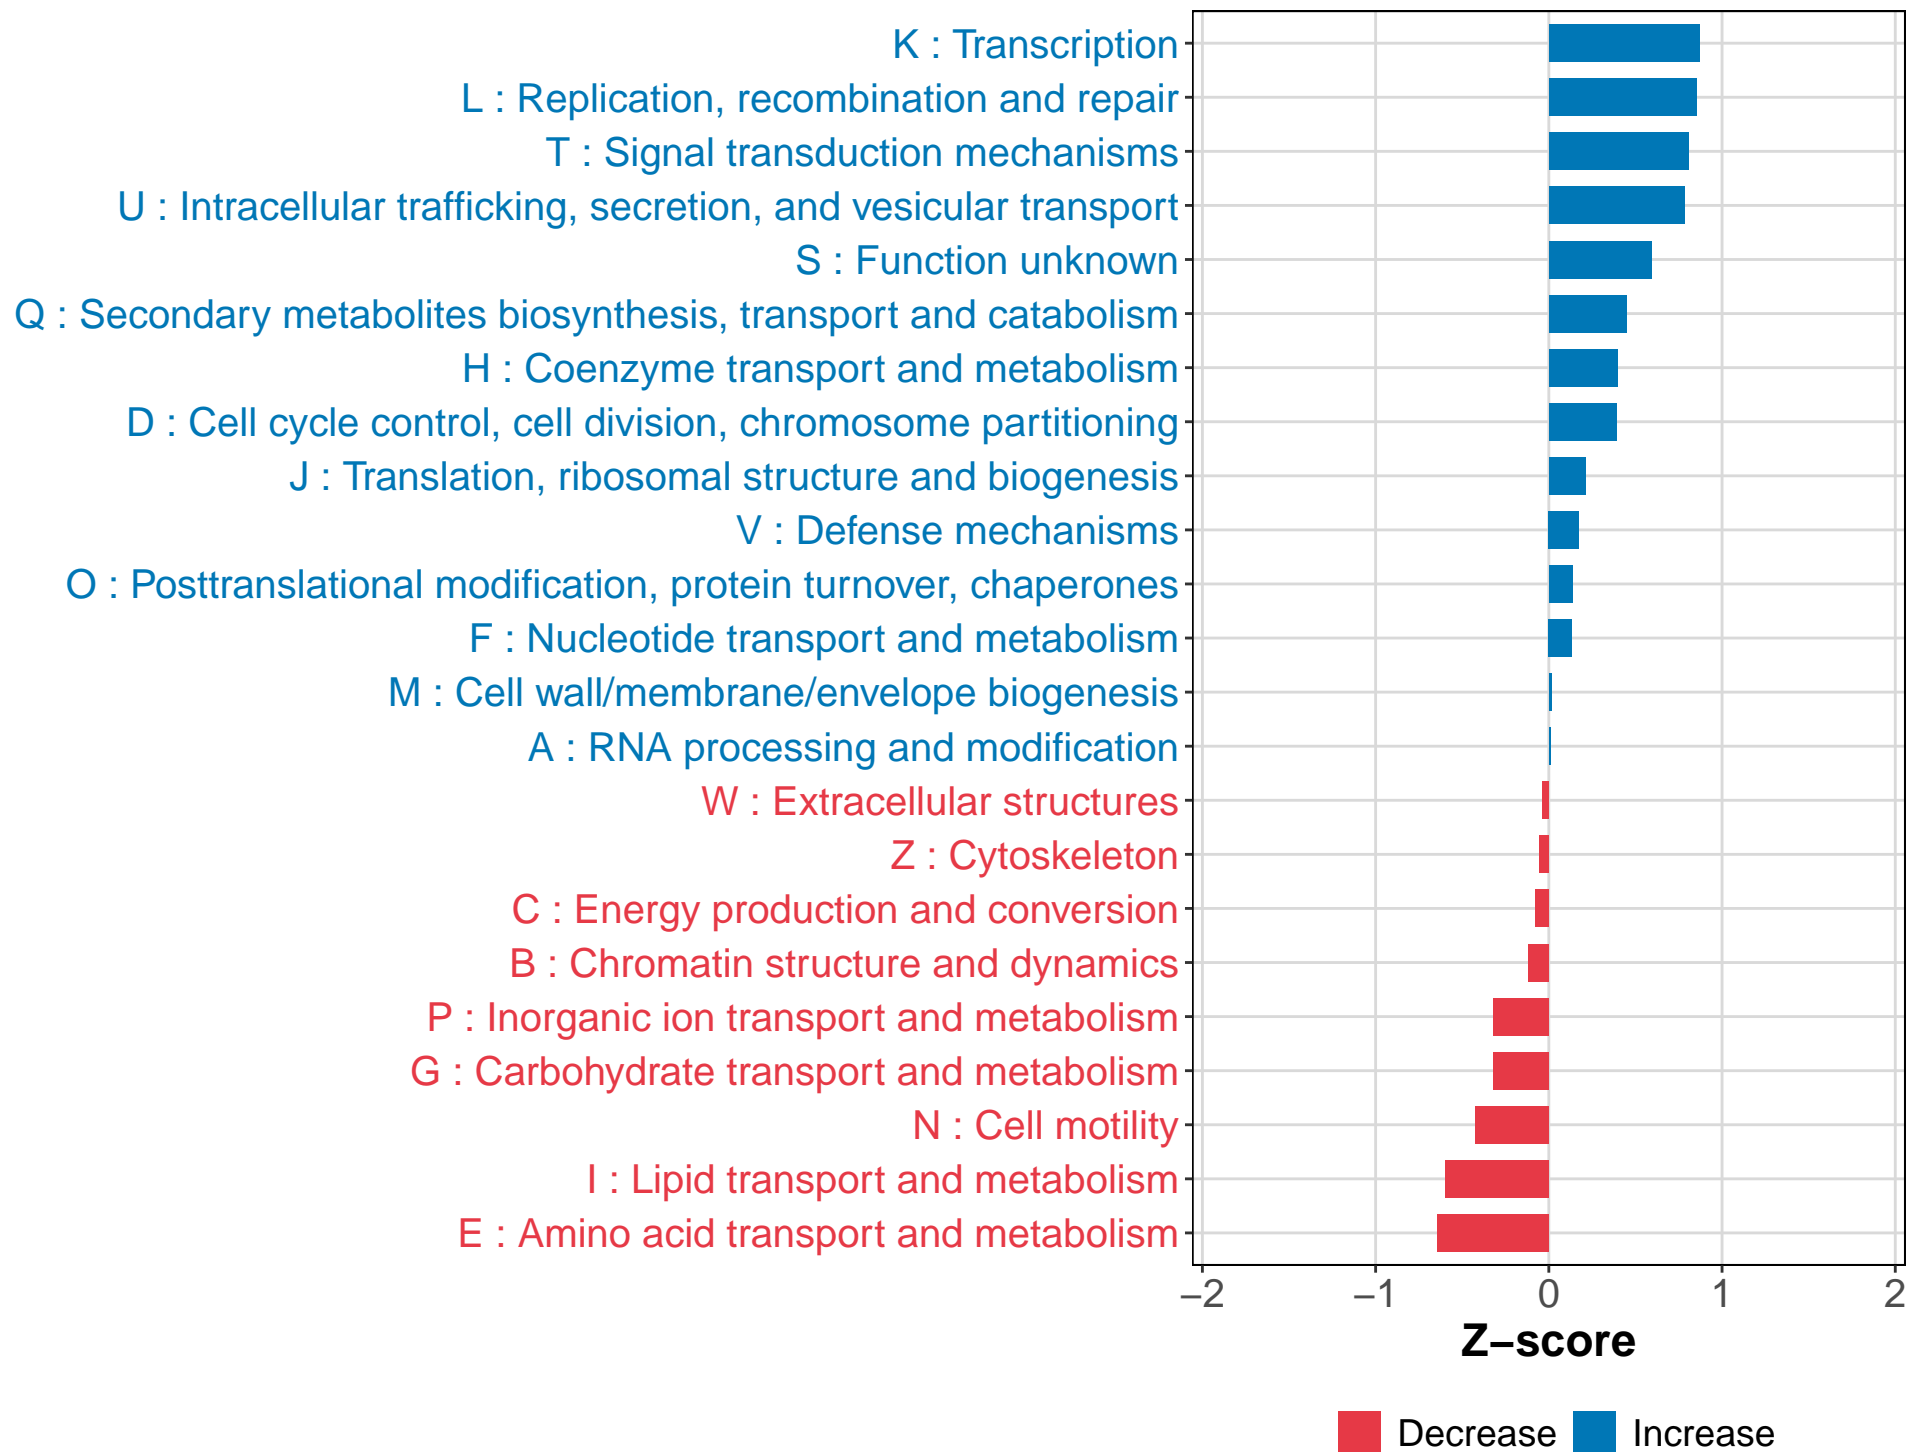 K : Transcription
L : Replication, recombination and repair
T : Signal transduction mechanisms
U : Intracellular trafficking, secretion, and vesicular transport
S : Function unknown
Q : Secondary metabolites biosynthesis, transport and catabolism
H : Coenzyme transport and metabolism
D : Cell cycle control, cell division, chromosome partitioning
J : Translation, ribosomal structure and biogenesis
V : Defense mechanisms
O : Posttranslational modification, protein turnover, chaperones
F : Nucleotide transport and metabolism
M : Cell wall/membrane/envelope biogenesis
A : RNA processing and modification
W : Extracellular structures
Z : Cytoskeleton
C : Energy production and conversion
B : Chromatin structure and dynamics
P : Inorganic ion transport and metabolism
G : Carbohydrate transport and metabolism
N : Cell motility
I : Lipid transport and metabolism
E : Amino acid transport and metabolism
−2 −1 0 1 2
Z−score
Decrease Increase